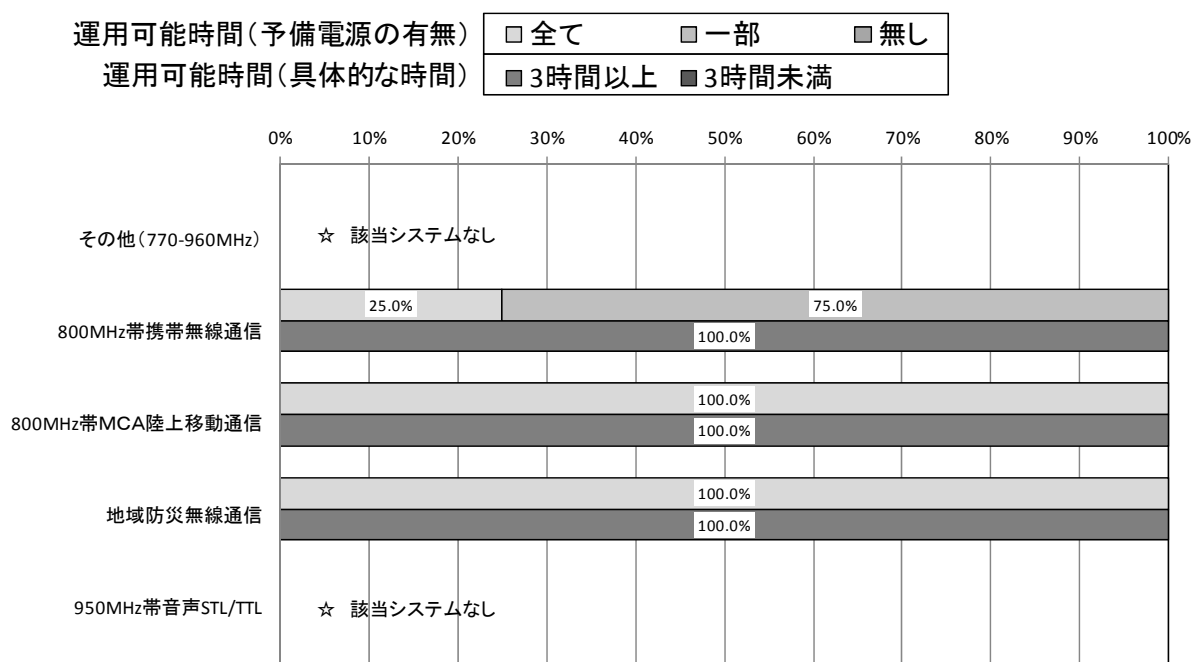 運用可能時間(予備電源の有無) 全て 一部 無し
運用可能時間(具体的な時間) 3時間以上 3時間未満
0% 10% 20% 30% 40% 50% 60% 70% 80% 90% 100%
その他(770-960MHz) ☆ 該当システムなし
25.0% 75.0%
800MHz帯携帯無線通信
100.0%
100.0%
800MHz帯MCA陸上移動通信
100.0%
100.0%
地域防災無線通信
100.0%
950MHz帯音声STL/TTL ☆ 該当システムなし